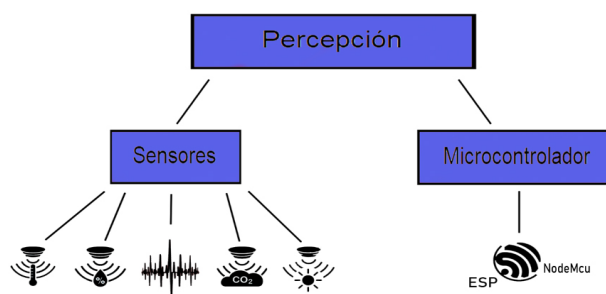 Percepción
Sensores
Microcontrolador
%
CO₂
ESP
NodeMcu